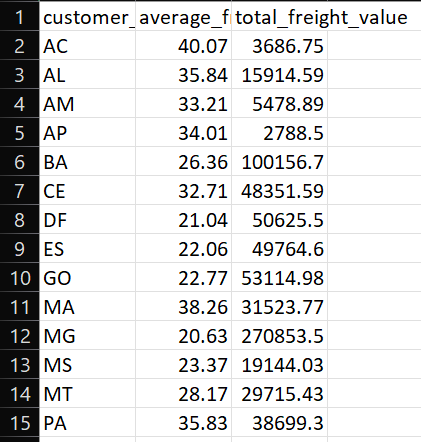 1 customer_ average_f total_freight_value
2 AC 40.07 3686.75
3 AL 35.84 15914.59
4 AM 33.21 5478.89
5 AP 34.01 2788.5
6 BA 26.36 100156.7
7 CE 32.71 48351.59
8 DF 21.04 50625.5
9 ES 22.06 49764.6
10 GO 22.77 53114.98
11 MA 38.26 31523.77
12 MG 20.63 270853.5
13 MS 23.37 19144.03
14 MT 28.17 29715.43
15 PA 35.83 38699.3